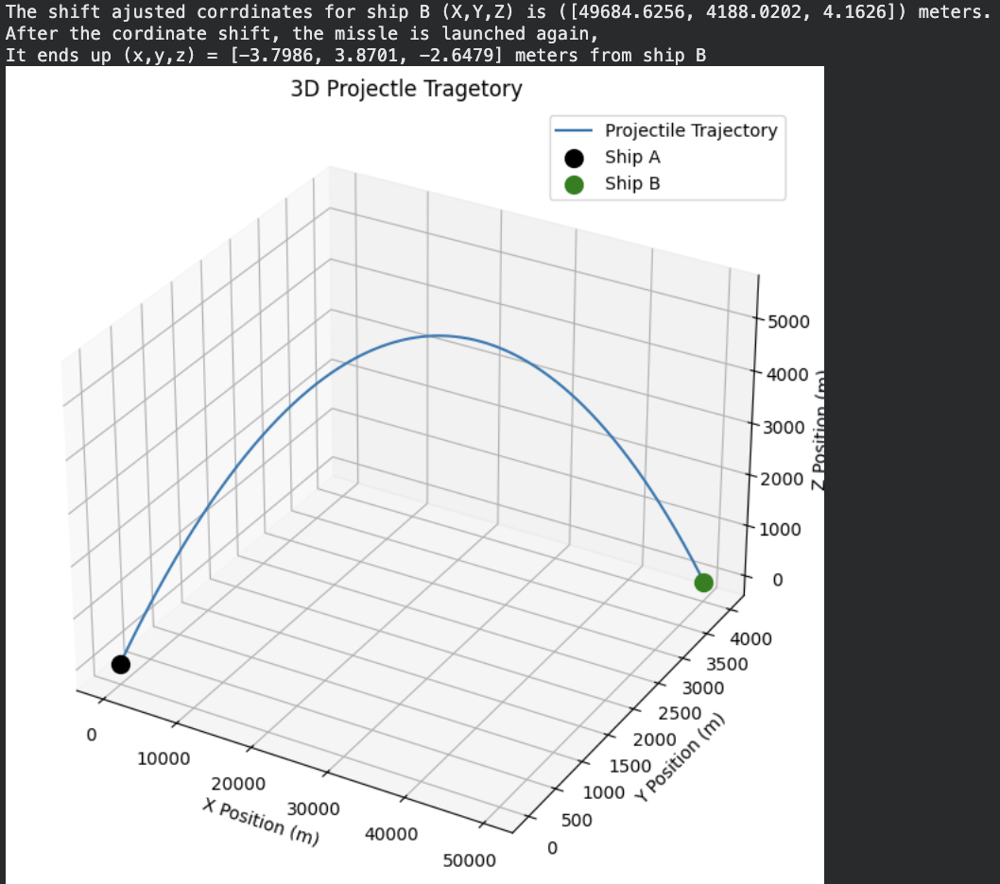 The shift ajusted corrdinates for ship B (X,Y,Z) is ([49684.6256, 4188.0202, 4.1626]) meters.
After the cordinate shift, the missle is launched again,
It ends up (x,y,z) = [-3.7986, 3.8701, -2.6479] meters from ship B
3D Projectle Tragetory
Projectile Trajectory
Ship A
Ship B
5000
4000
3000
2000
1000
0
Z Position (m)
4000
3500
3000
2500
2000
1500
1000
500
0
Y Position (m)
0
10000
20000
30000
40000
50000
X Position (m)